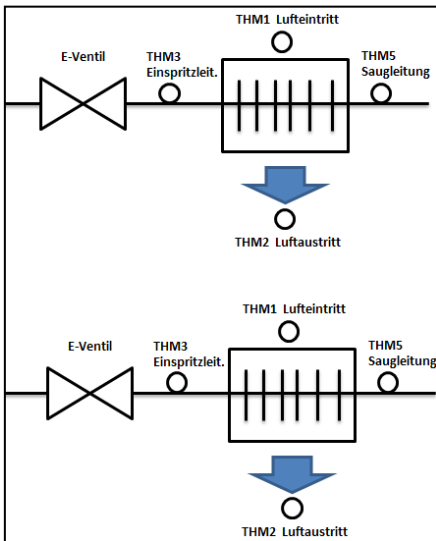 THM1 Lufteintritt
E-Ventil
THM3
Einspritzleit.
THM5
Saugleitung
THM2 Luftaustritt
THM1 Lufteintritt
E-Ventil
THM3
Einspritzleit.
THM5
Saugleitung
THM2 Luftaustritt